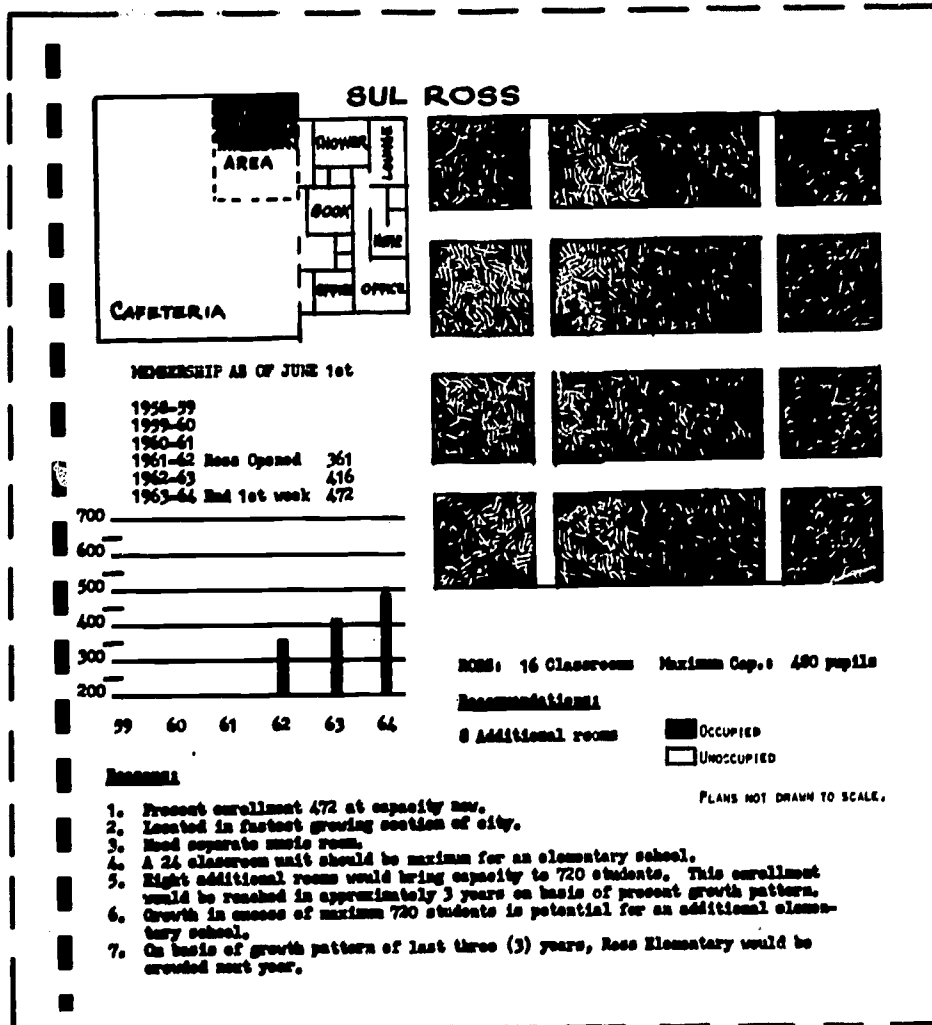 SUL ROSS
SHOWER
LOUNGE
AREA
BOOK
OFFICE
OFFICE
CAFETERIA
MEMBERSHIP AS OF JUNE 1st
1958-59
1959-60
1960-61
1961-62 Ross Opened 361
1962-63 416
1963-64 End 1st week 472
700
600
500
400
300
200
59 60 61 62 63 64
ROSS: 16 Classrooms Maximum Cap.: 480 pupils
Recommendations:
8 Additional rooms
OCCUPIED
UNOCCUPIED
PLANS NOT DRAWN TO SCALE.
Reasons:
1. Present enrollment 472 at capacity now.
2. Located in fastest growing section of city.
3. Need separate music room.
4. A 24 classroom unit should be maximum for an elementary school.
5. Eight additional rooms would bring capacity to 720 students. This enrollment
would be reached in approximately 3 years on basis of present growth pattern.
6. Growth in excess of maximum 720 students is potential for an additional elemen-
tary school.
7. On basis of growth pattern of last three (3) years, Ross Elementary would be
crowded next year.